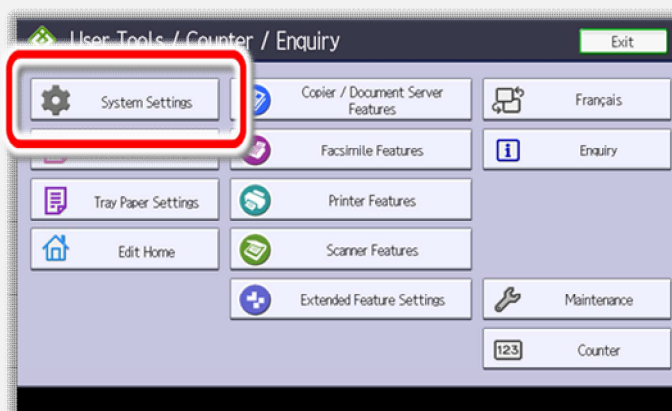 User Tools / Counter / Enquiry
Exit
System Settings
Copier / Document Server
Features
Français
Facsimile Features
Enquiry
Tray Paper Settings
Printer Features
Edit Home
Scanner Features
Extended Feature Settings
Maintenance
123
Counter